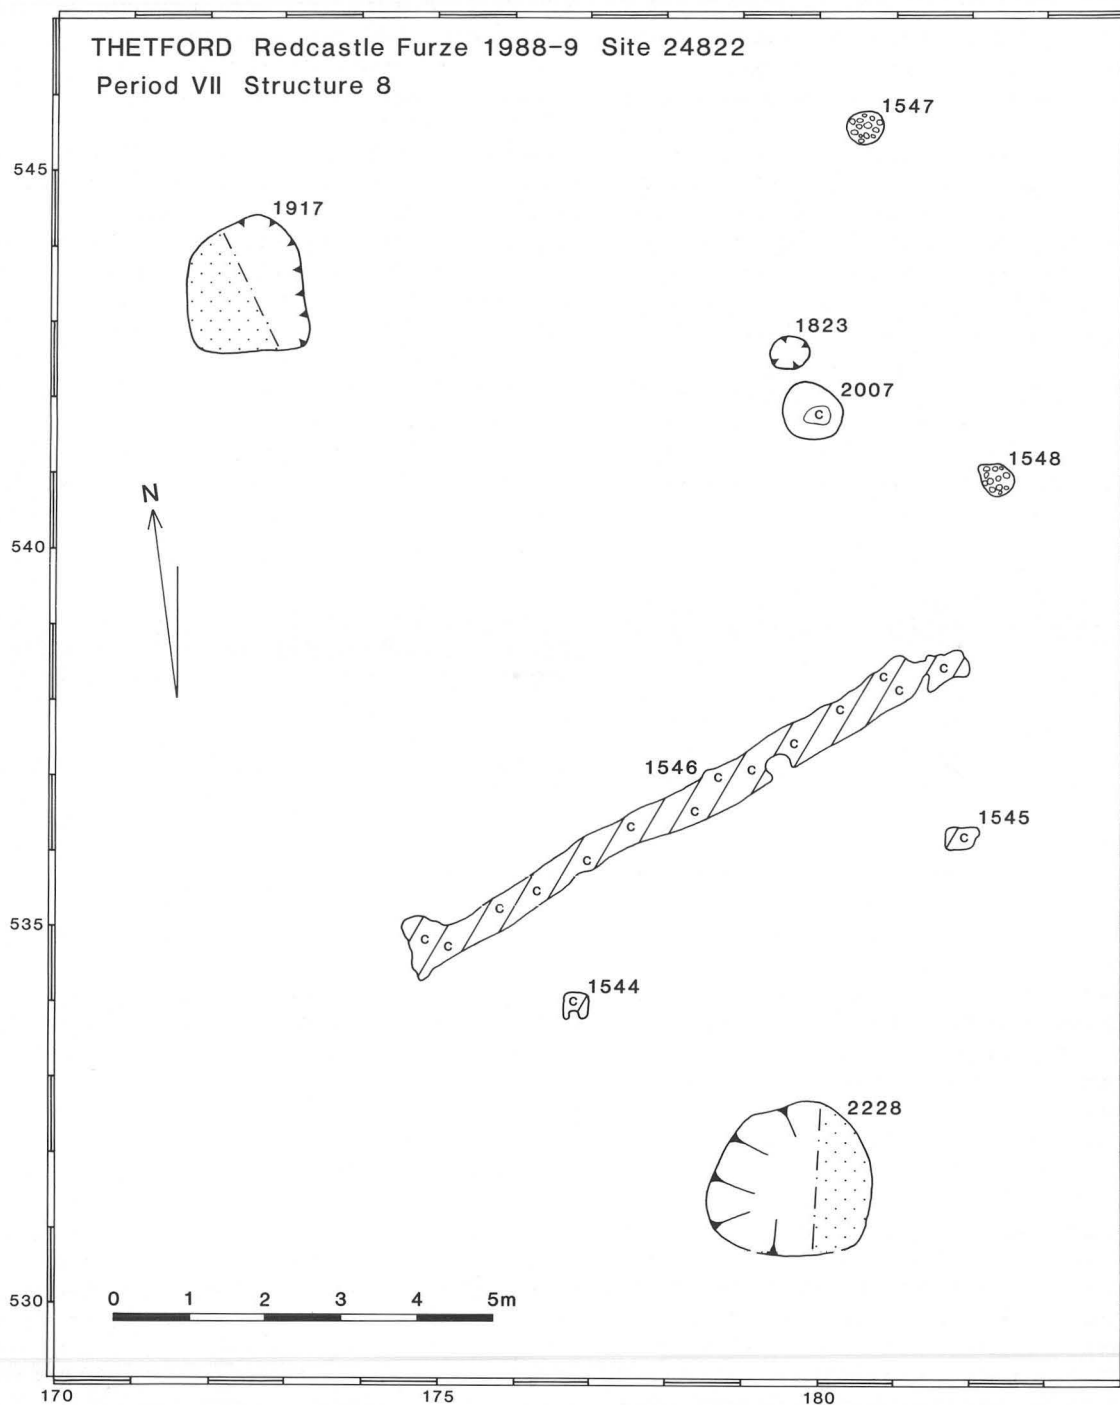 THETFORD Redcastle Furze 1988-9 Site 24822
Period VII Structure 8
1547
545
1917
1823
2007
C
1548
N
540
C
C C
C
C
1546 C C
C
C
1545
C
C
C
C
535
C C
1544
C
2228
530
0 1 2 3 4 5m
170 175 180